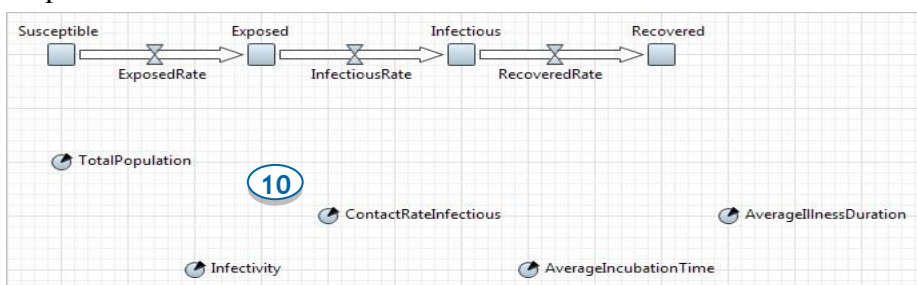 Susceptible Exposed Infectious Recovered
ExposedRate InfectiousRate RecoveredRate
TotalPopulation
10
ContactRateInfectious AverageIllnessDuration
Infectivity AverageIncubationTime